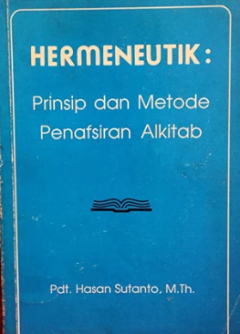 HERMENEUTIK:
Prinsip dan Metode
Penafsiran Alkitab
Pdt. Hasan Sutanto, M.Th.